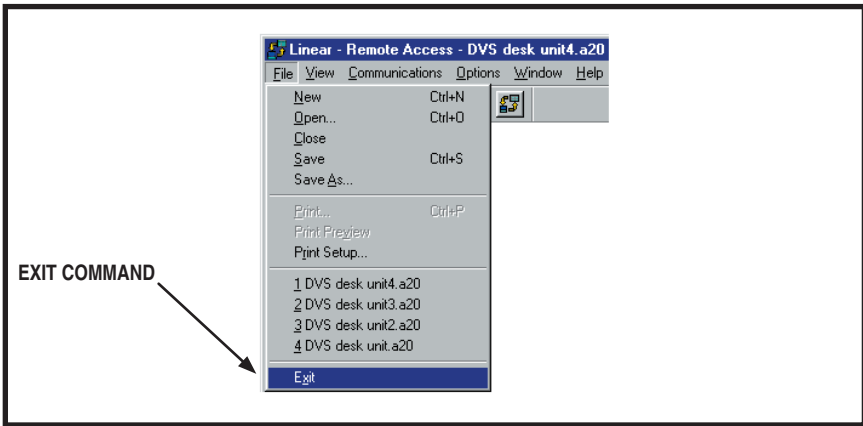 Linear - Remote Access - DVS desk unit4.a20
File View Communications Options Window Help
New Ctrl+N
Open... Ctrl+O
Close
Save Ctrl+S
Save As...
Print... Ctrl+P
Print Preview
Print Setup...
EXIT COMMAND
1 DVS desk unit4.a20
2 DVS desk unit3.a20
3 DVS desk unit2.a20
4 DVS desk unit.a20
Exit